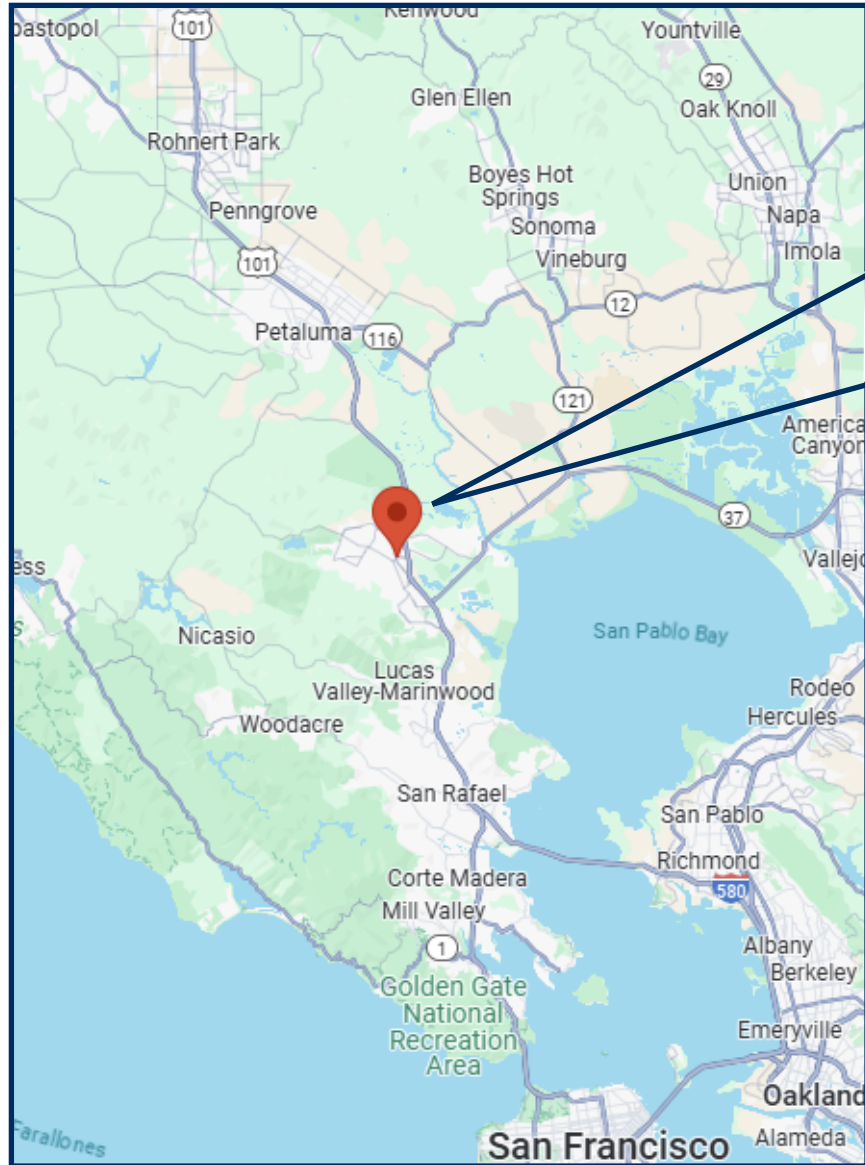 Kenwood
bastopol
101
Yountville
29
Glen Ellen
Oak Knoll
Rohnert Park
Boyes Hot
Springs
Union
Penngrove
Napa
Sonoma
Imola
Vineburg
101
12
Petaluma
116
121
America
Canyon
37
Vallejo
ess
S
Nicasio
San Pablo Bay
Lucas
Valley-Marinwood
Rodeo
Hercules
Woodacre
San Rafael
San Pablo
Richmond
580
Corte Madera
Mill Valley
1
Albany
Berkeley
Golden Gate
National
Recreation
Area
Emeryville
Oakland
Farallones
San Francisco
Alameda